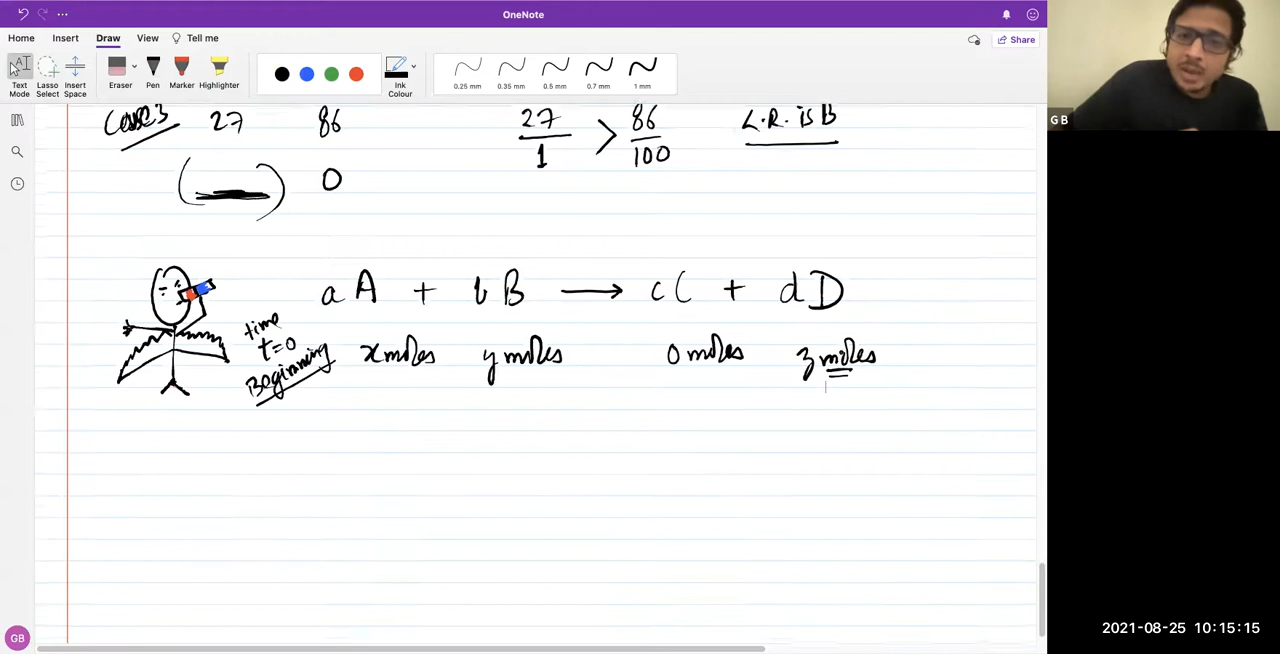 OneNote
Home Insert Draw View Tell me
Share
Text Mode
Lasso Select
Insert Space
Eraser
Pen
Marker
Highlighter
0.25 mm
0.35 mm
0.5 mm
0.7 mm
1 mm
Ink Colour
GB
Case 3 27 86 27/1 > 86/100 L.R. is B
0
aA + bB → cC + dD
time t=0 Beginning
x moles y moles 0 moles z moles
GB
2021-08-25 10:15:15